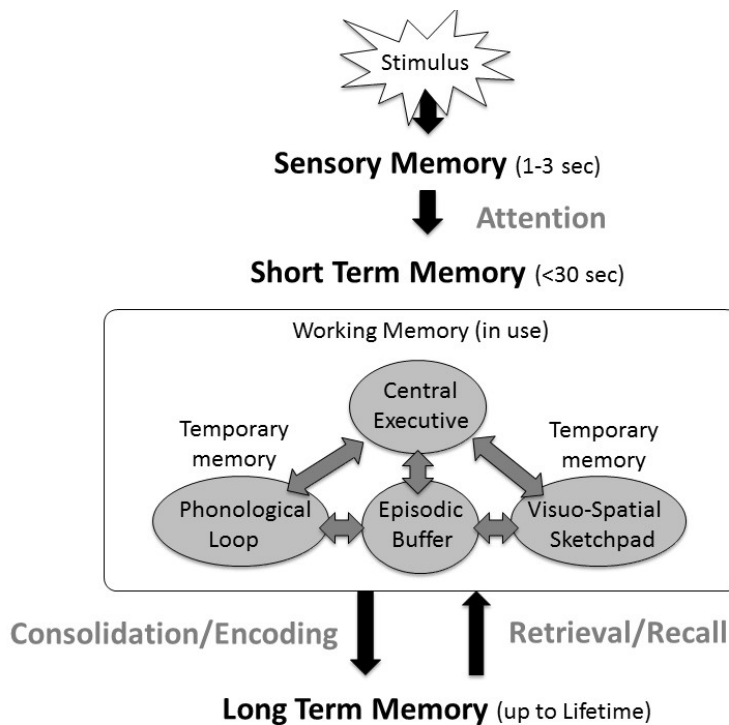 Stimulus
Sensory Memory (1-3 sec)
Attention
Short Term Memory (<30 sec)
Working Memory (in use)
Central
Executive
Temporary
memory
Temporary
memory
Phonological
Loop
Episodic
Buffer
Visuo-Spatial
Sketchpad
Consolidation/Encoding
Retrieval/Recall
Long Term Memory (up to Lifetime)